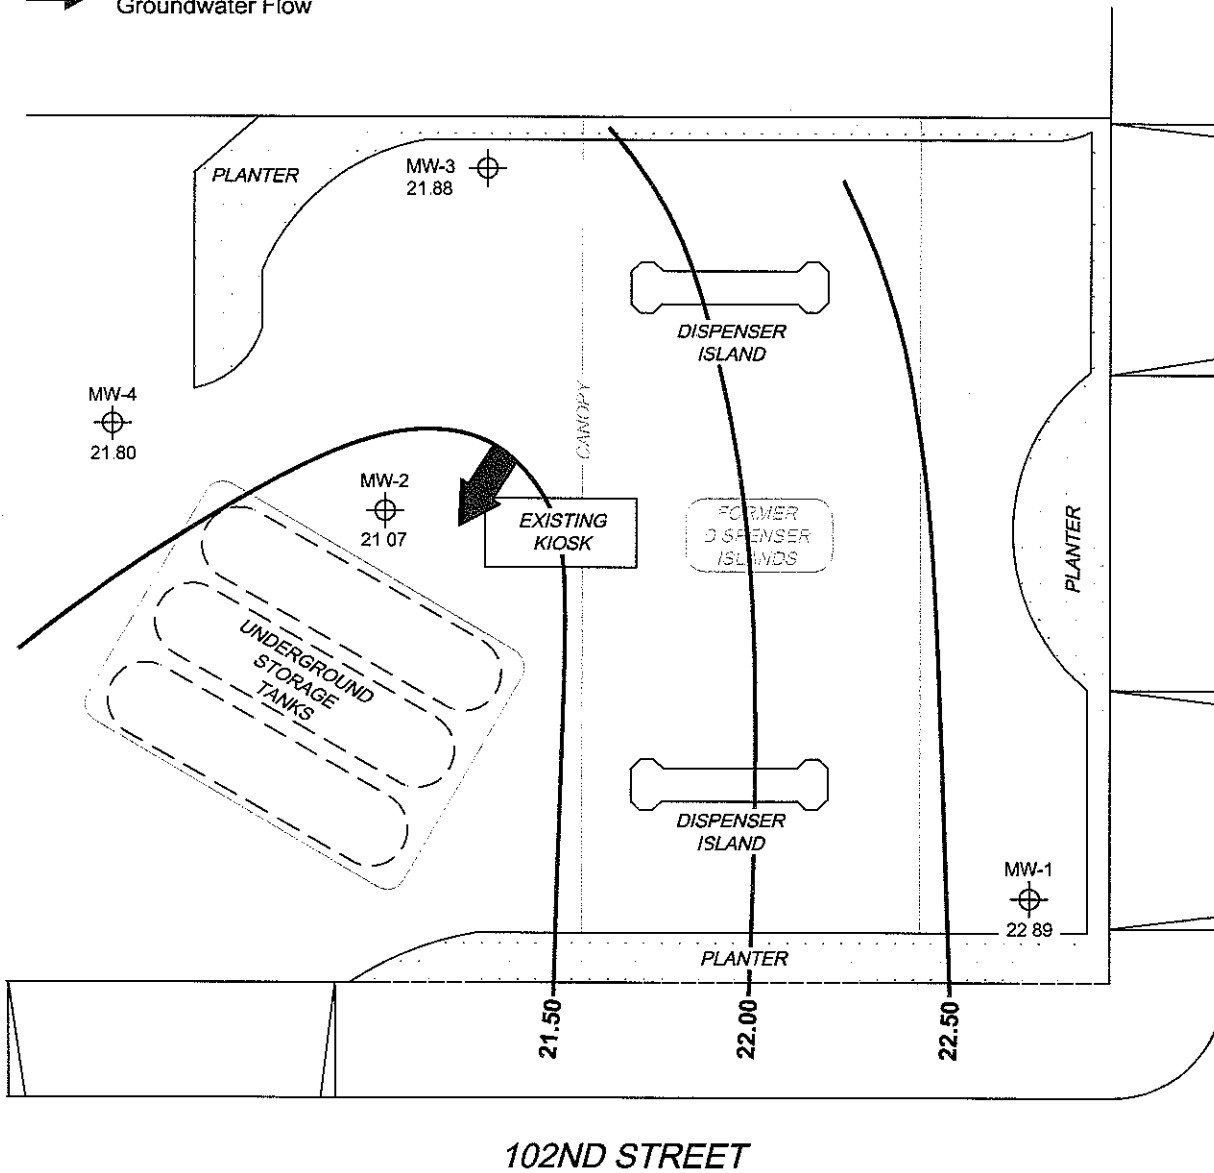 Groundwater Flow
PLANTER
MW-3
21.88
DISPENSER
ISLAND
MW-4
21.80
CANOPY
MW-2
21 07
EXISTING
KIOSK
FORMER
D SPENSER
ISLANDS
PLANTER
UNDERGROUND
STORAGE
TANKS
DISPENSER
ISLAND
MW-1
22 89
PLANTER
21.50
22.00
22.50
102ND STREET